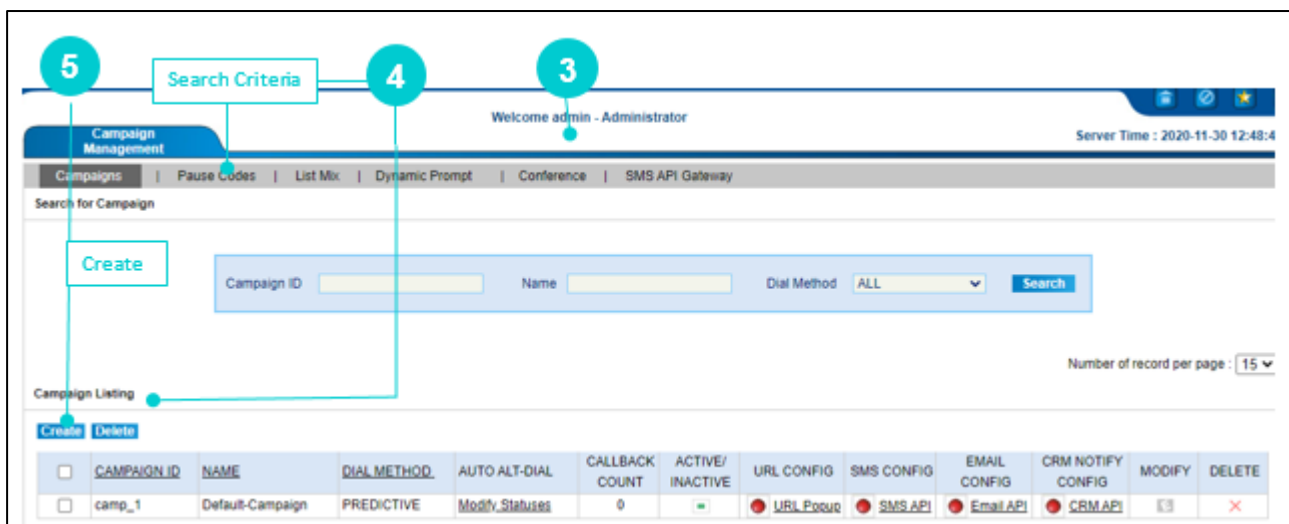 5
Search Criteria
4
3
Welcome admin - Administrator
Campaign
Management
Server Time : 2020-11-30 12:48:4
Campaigns | Pause Codes | List Mix | Dynamic Prompt | Conference | SMS API Gateway
Search for Campaign
Create
Campaign ID Name Dial Method ALL Search
Number of record per page : 15
Campaign Listing
Create Delete
CAMPAIGN ID NAME DIAL METHOD AUTO ALT-DIAL CALLBACK COUNT ACTIVE/ INACTIVE URL CONFIG SMS CONFIG EMAIL CONFIG CRM NOTIFY CONFIG MODIFY DELETE
camp_1 Default-Campaign PREDICTIVE Modify Statuses 0 URL Popup SMS API Email API CRM API